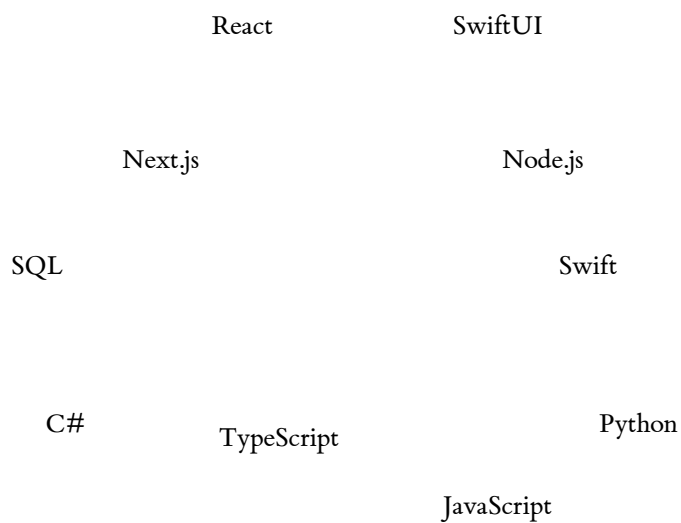 React SwiftUI
Next.js Node.js
SQL Swift
C# Python
TypeScript
JavaScript